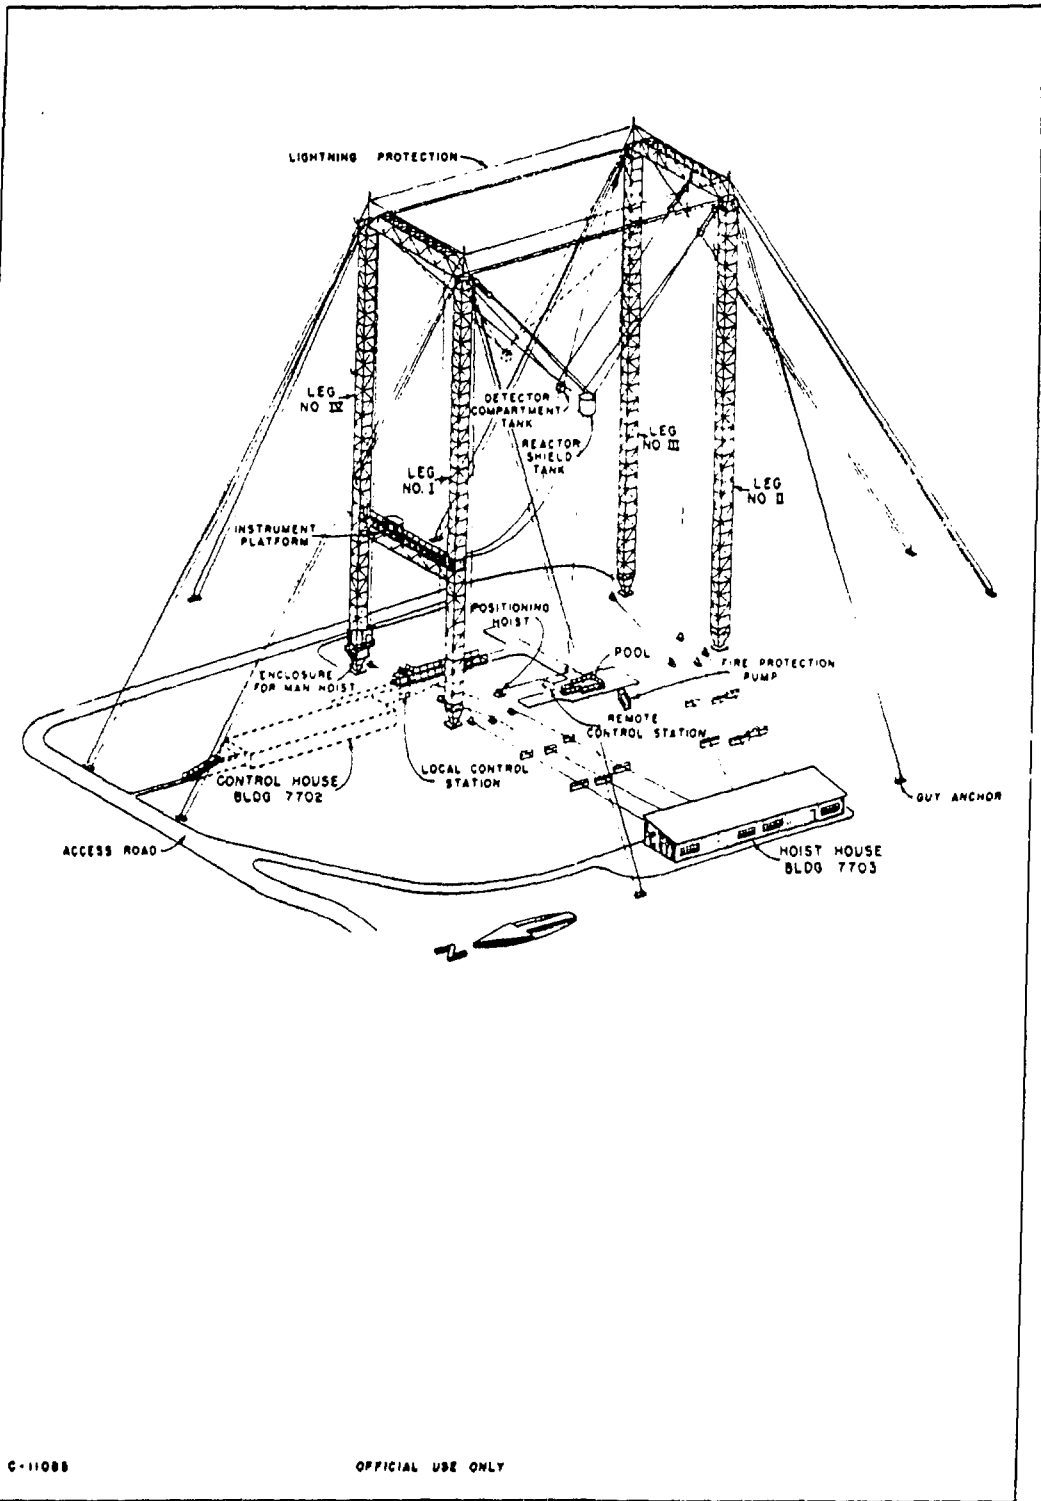 LIGHTNING PROTECTION
LEG
NO IV
DETECTOR
COMPARTMENT
TANK
LEG
NO III
REACTOR
SHIELD
TANK
LEG
NO. I
LEG
NO II
INSTRUMENT
PLATFORM
POSITIONING
HOIST
POOL
ENCLOSURE
FOR MAN HOIST
FIRE PROTECTION
PUMP
REMOTE
CONTROL STATION
CONTROL HOUSE
BLDG 7702
LOCAL CONTROL
STATION
GUY ANCHOR
ACCESS ROAD
HOIST HOUSE
BLDG 7703
N
C-11088
OFFICIAL USE ONLY